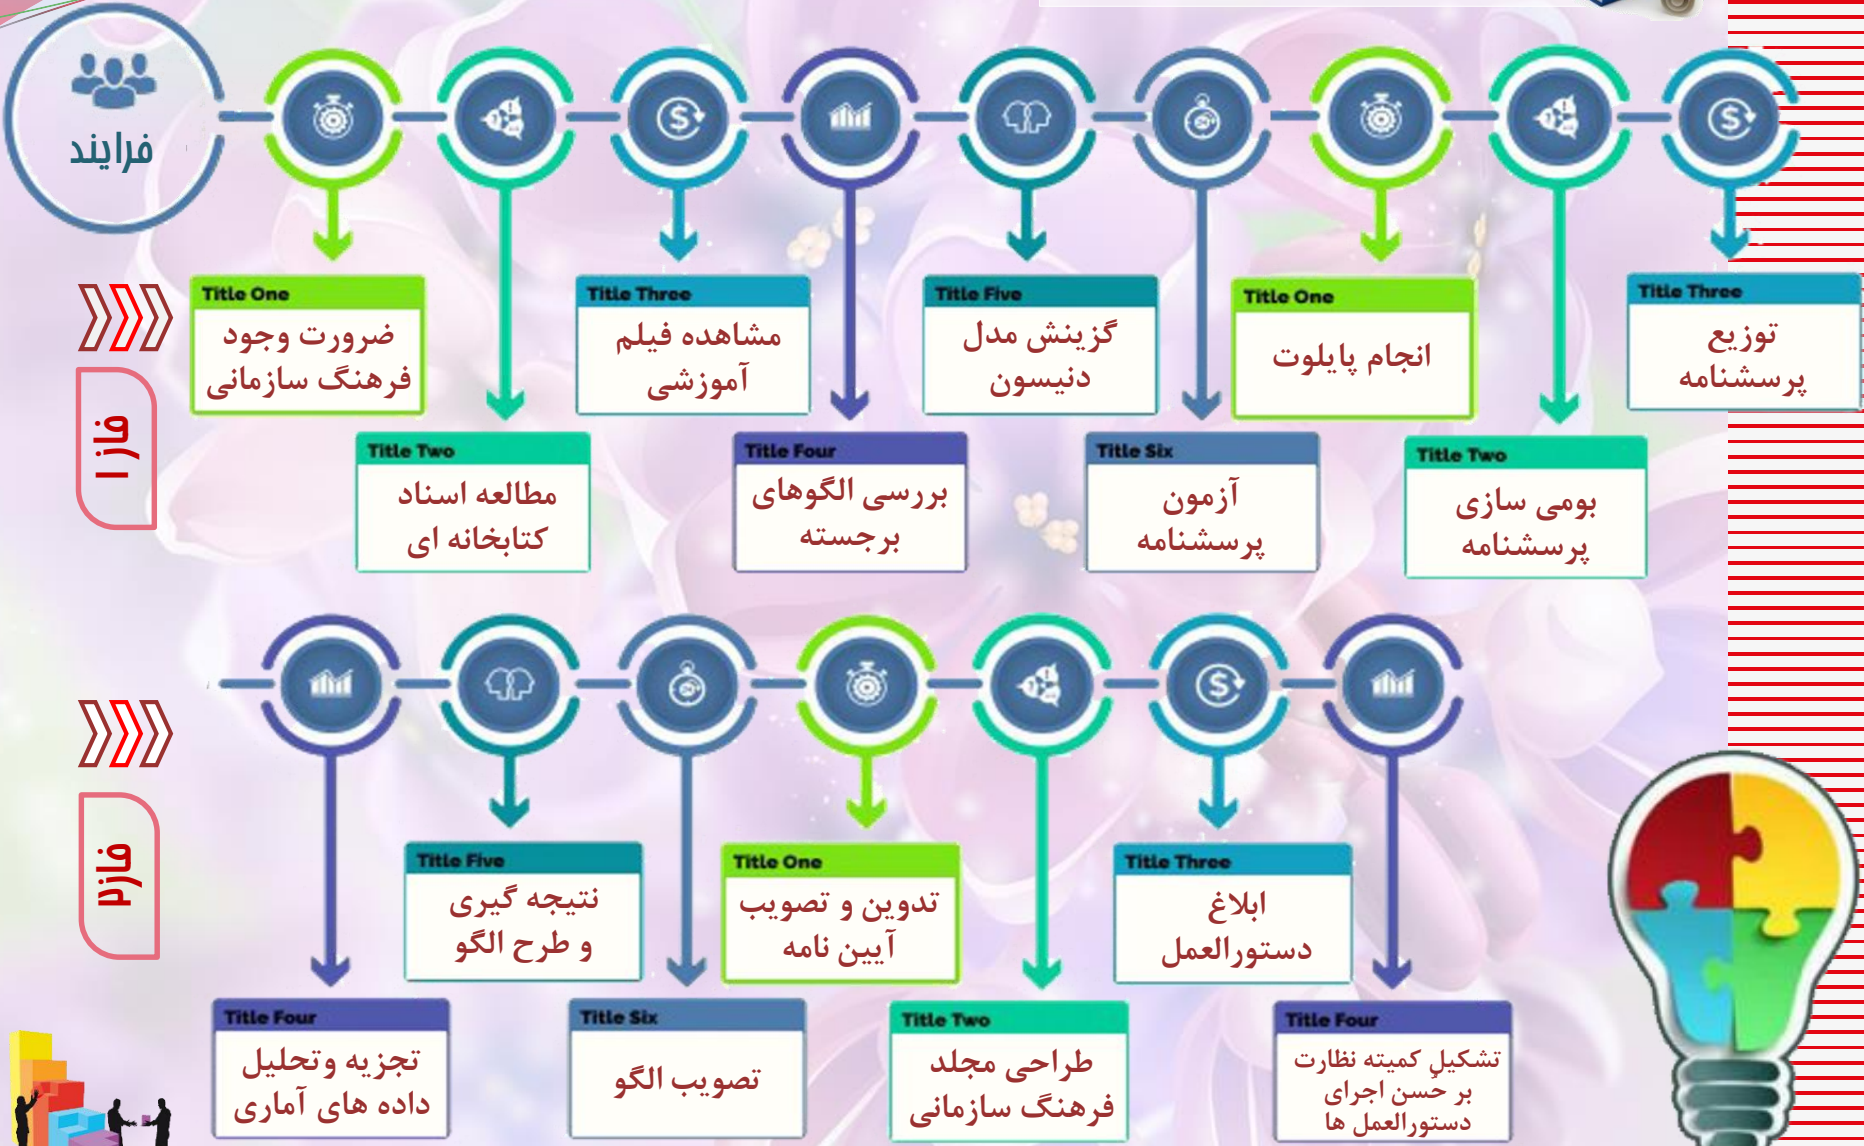 فرایند
فاز ۱
Title One
ضرورت وجود
فرهنگ سازمانی
Title Two
مطالعه اسناد
کتابخانه ای
Title Three
مشاهده فیلم
آموزشی
Title Four
بررسی الگوهای
برجسته
Title Five
گزینش مدل
دنیسون
Title Six
آزمون
پرسشنامه
Title One
انجام پایلوت
Title Two
بومی سازی
پرسشنامه
Title Three
توزیع
پرسشنامه
فاز۲
Title Four
تجزیه وتحلیل
داده های آماری
Title Five
نتیجه گیری
و طرح الگو
Title Six
تصویب الگو
Title One
تدوین و تصویب
آیین نامه
Title Two
طراحی مجلد
فرهنگ سازمانی
Title Three
ابلاغ
دستورالعمل
Title Four
تشکیلِ کمیته نظارت
بر حُسن اجرای
دستورالعمل ها